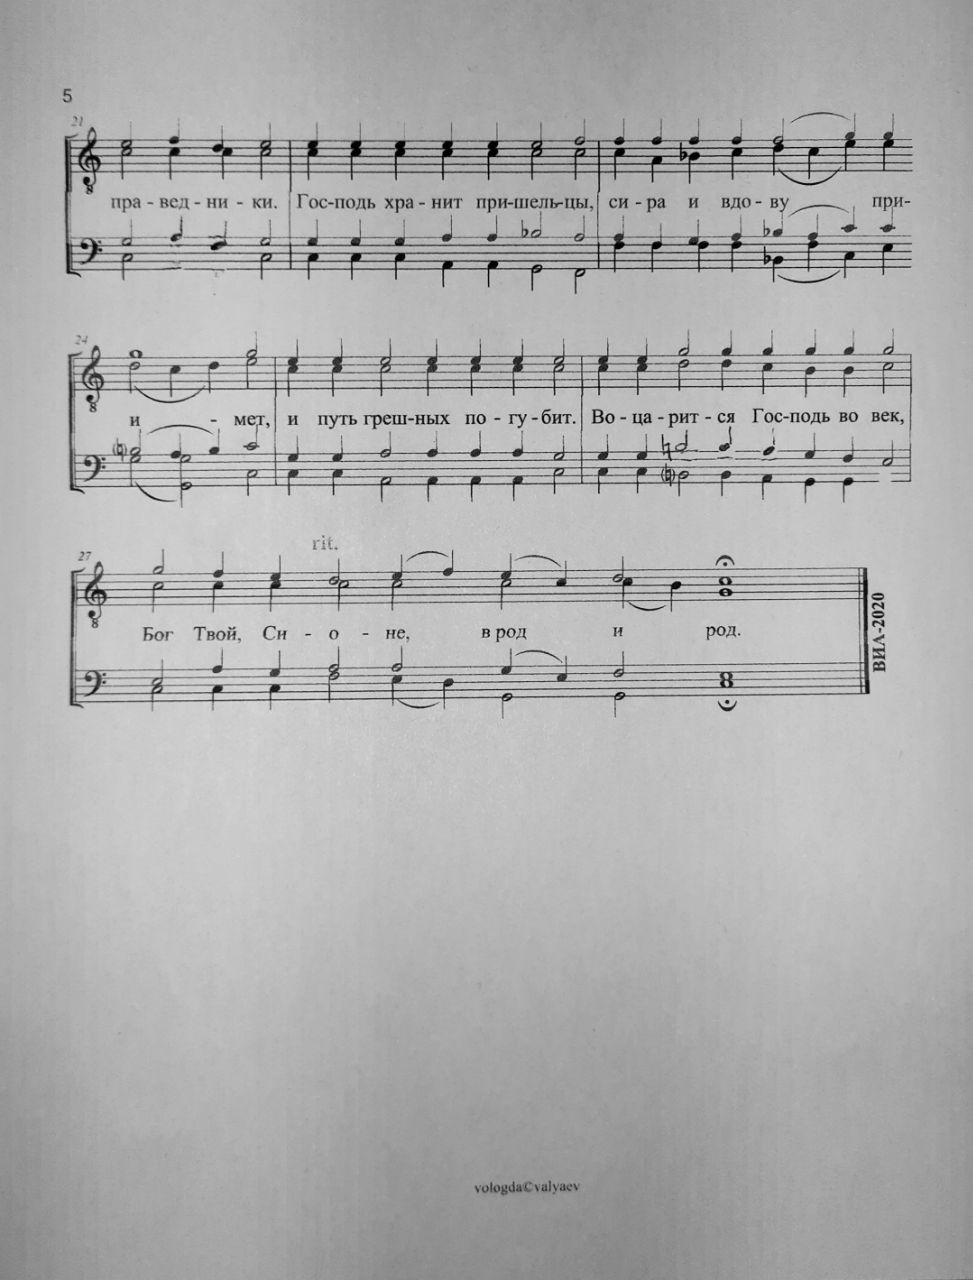 5
21
пра - вед - ни - ки. Гос-подь хра - нит при-шель-цы, си - ра и вдо - ву при-
24
и - мет, и путь греш-ных по - гу - бит. Во - ца - рит - ся Гос-подь во век,
27
rit.
Бог Твой, Си - о - не, в род и род.
ВИА-2020
vologda©valyaev